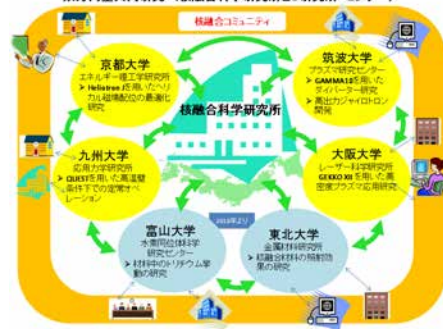 核融合コミュニティ
京都大学
エネルギー理工学研究所
➤ Heliotron Jを用いたヘリ
カル磁場配位の最適化
研究
筑波大学
プラズマ研究センター
➤ GAMMA10を用いた
ダイバーター研究
➤ 高出力ジャイロトロン
開発
核融合科学研究所
九州大学
応用力学研究所
➤ QUESTを用いた高温壁
条件下での定常オペ
レーション
大阪大学
レーザー科学研究所
GEKKO XIIを用いた高
密度プラズマ応用研究
富山大学
水素同位体科学
研究センター
➤ 材料中のトリチウム挙
動の研究
東北大学
金属材料研究所
➤ 核融合材料の照射効
果の研究